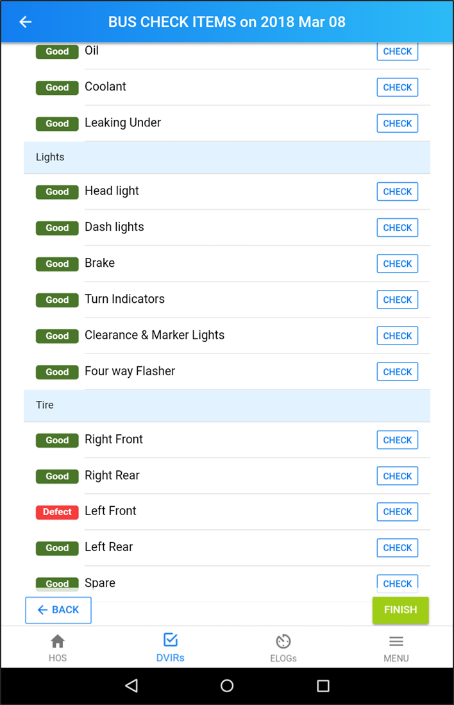 BUS CHECK ITEMS on 2018 Mar 08
Good Oil CHECK
Good Coolant CHECK
Good Leaking Under CHECK
Lights
Good Head light CHECK
Good Dash lights CHECK
Good Brake CHECK
Good Turn Indicators CHECK
Good Clearance & Marker Lights CHECK
Good Four way Flasher CHECK
Tire
Good Right Front CHECK
Good Right Rear CHECK
Defect Left Front CHECK
Good Left Rear CHECK
Good Spare CHECK
BACK FINISH
HOS DVIRs ELOGs MENU